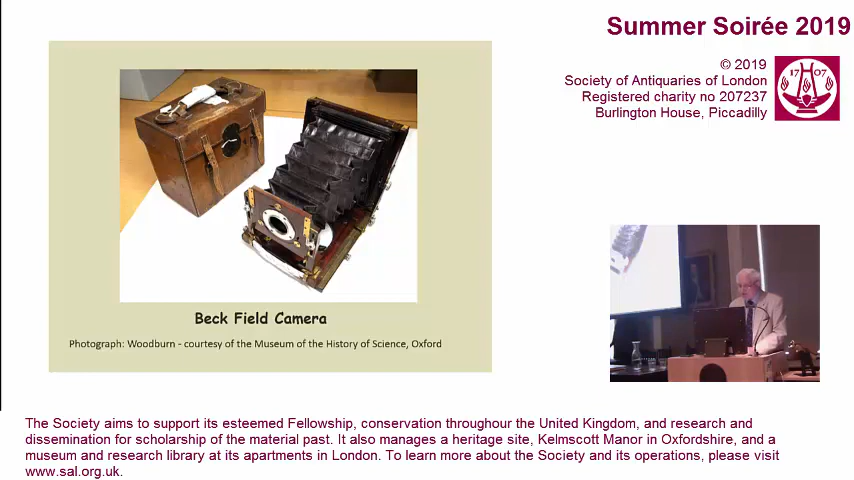 Summer Soirée 2019
© 2019
Society of Antiquaries of London
Registered charity no 207237
Burlington House, Piccadilly
17 07
Beck Field Camera
Photograph: Woodburn - courtesy of the Museum of the History of Science, Oxford
The Society aims to support its esteemed Fellowship, conservation throughour the United Kingdom, and research and
dissemination for scholarship of the material past. It also manages a heritage site, Kelmscott Manor in Oxfordshire, and a
museum and research library at its apartments in London. To learn more about the Society and its operations, please visit
www.sal.org.uk.